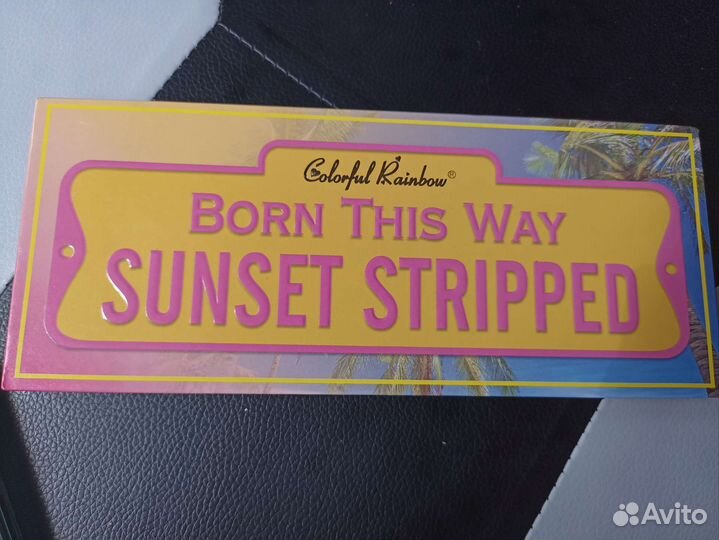 Colorful Rainbow®
BORN THIS WAY
SUNSET STRIPPED
Avito